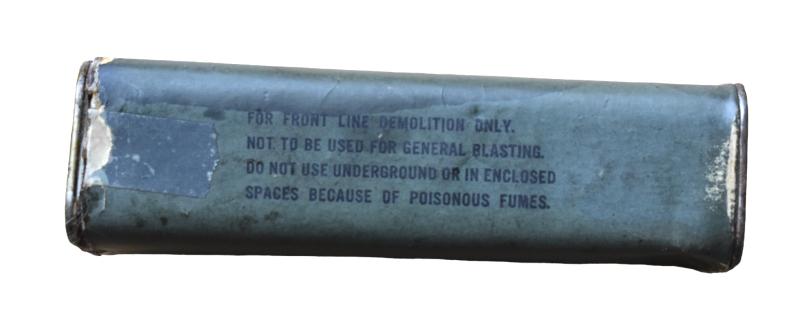 FOR FRONT LINE DEMOLITION ONLY.
NOT TO BE USED FOR GENERAL BLASTING.
DO NOT USE UNDERGROUND OR IN ENCLOSED
SPACES BECAUSE OF POISONOUS FUMES.